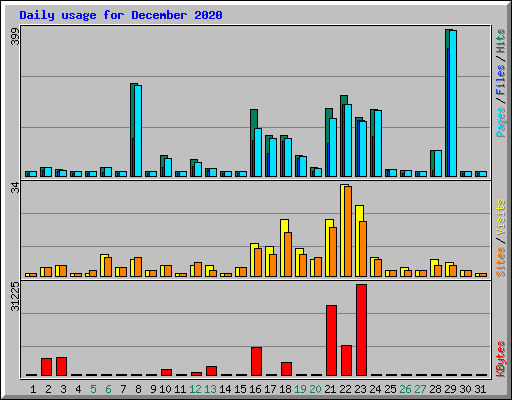 Daily usage for December 2020
399
Pages / Files / Hits
34
Sites / Visits
31225
KBytes
1 2 3 4 5 6 7 8 9 10 11 12 13 14 15 16 17 18 19 20 21 22 23 24 25 26 27 28 29 30 31